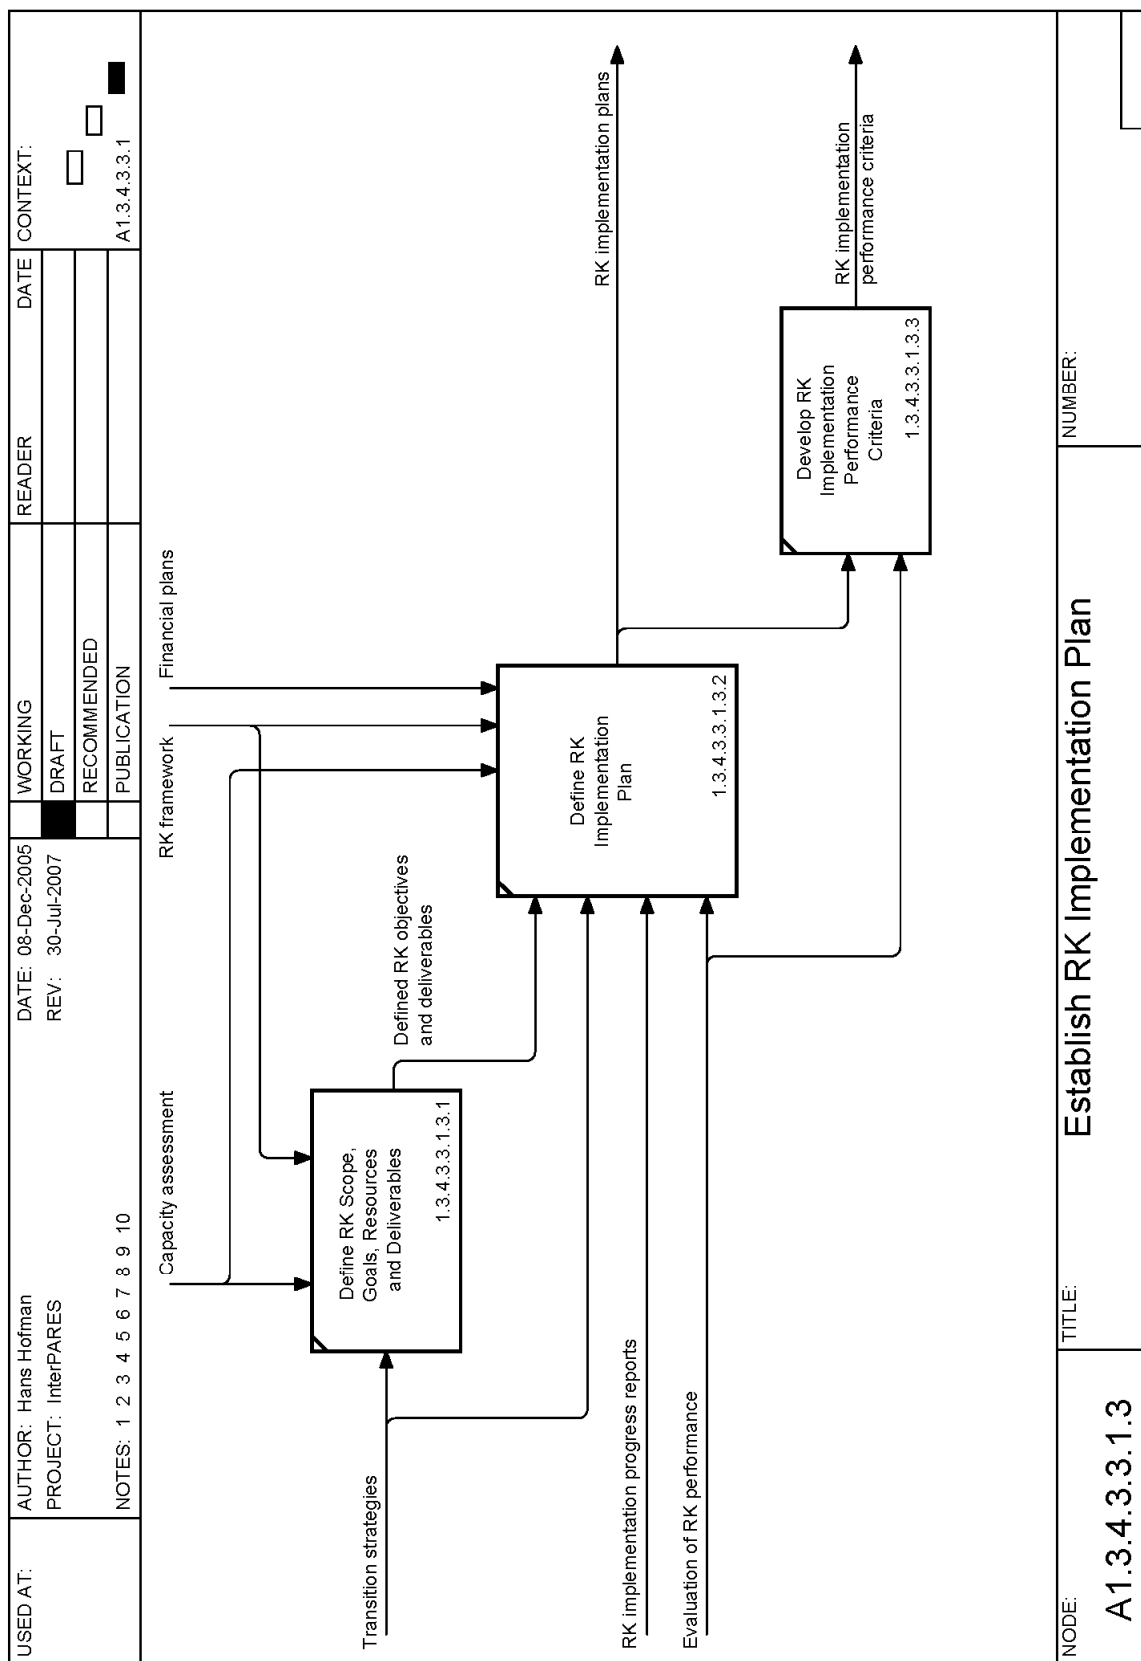 USED AT:
AUTHOR: Hans Hofman
PROJECT: InterPARES
NOTES: 1 2 3 4 5 6 7 8 9 10
DATE: 08-Dec-2005
REV: 30-Jul-2007
WORKING
DRAFT
RECOMMENDED
PUBLICATION
READER
DATE
CONTEXT:
A1.3.4.3.3.1
Capacity assessment
RK framework
Financial plans
Transition strategies
Define RK Scope,
Goals, Resources
and Deliverables
1.3.4.3.3.1.3.1
Defined RK objectives
and deliverables
RK implementation progress reports
Evaluation of RK performance
Define RK
Implementation
Plan
1.3.4.3.3.1.3.2
RK implementation plans
Develop RK
Implementation
Performance
Criteria
1.3.4.3.3.1.3.3
RK implementation
performance criteria
NODE:
A1.3.4.3.3.1.3
TITLE:
Establish RK Implementation Plan
NUMBER: